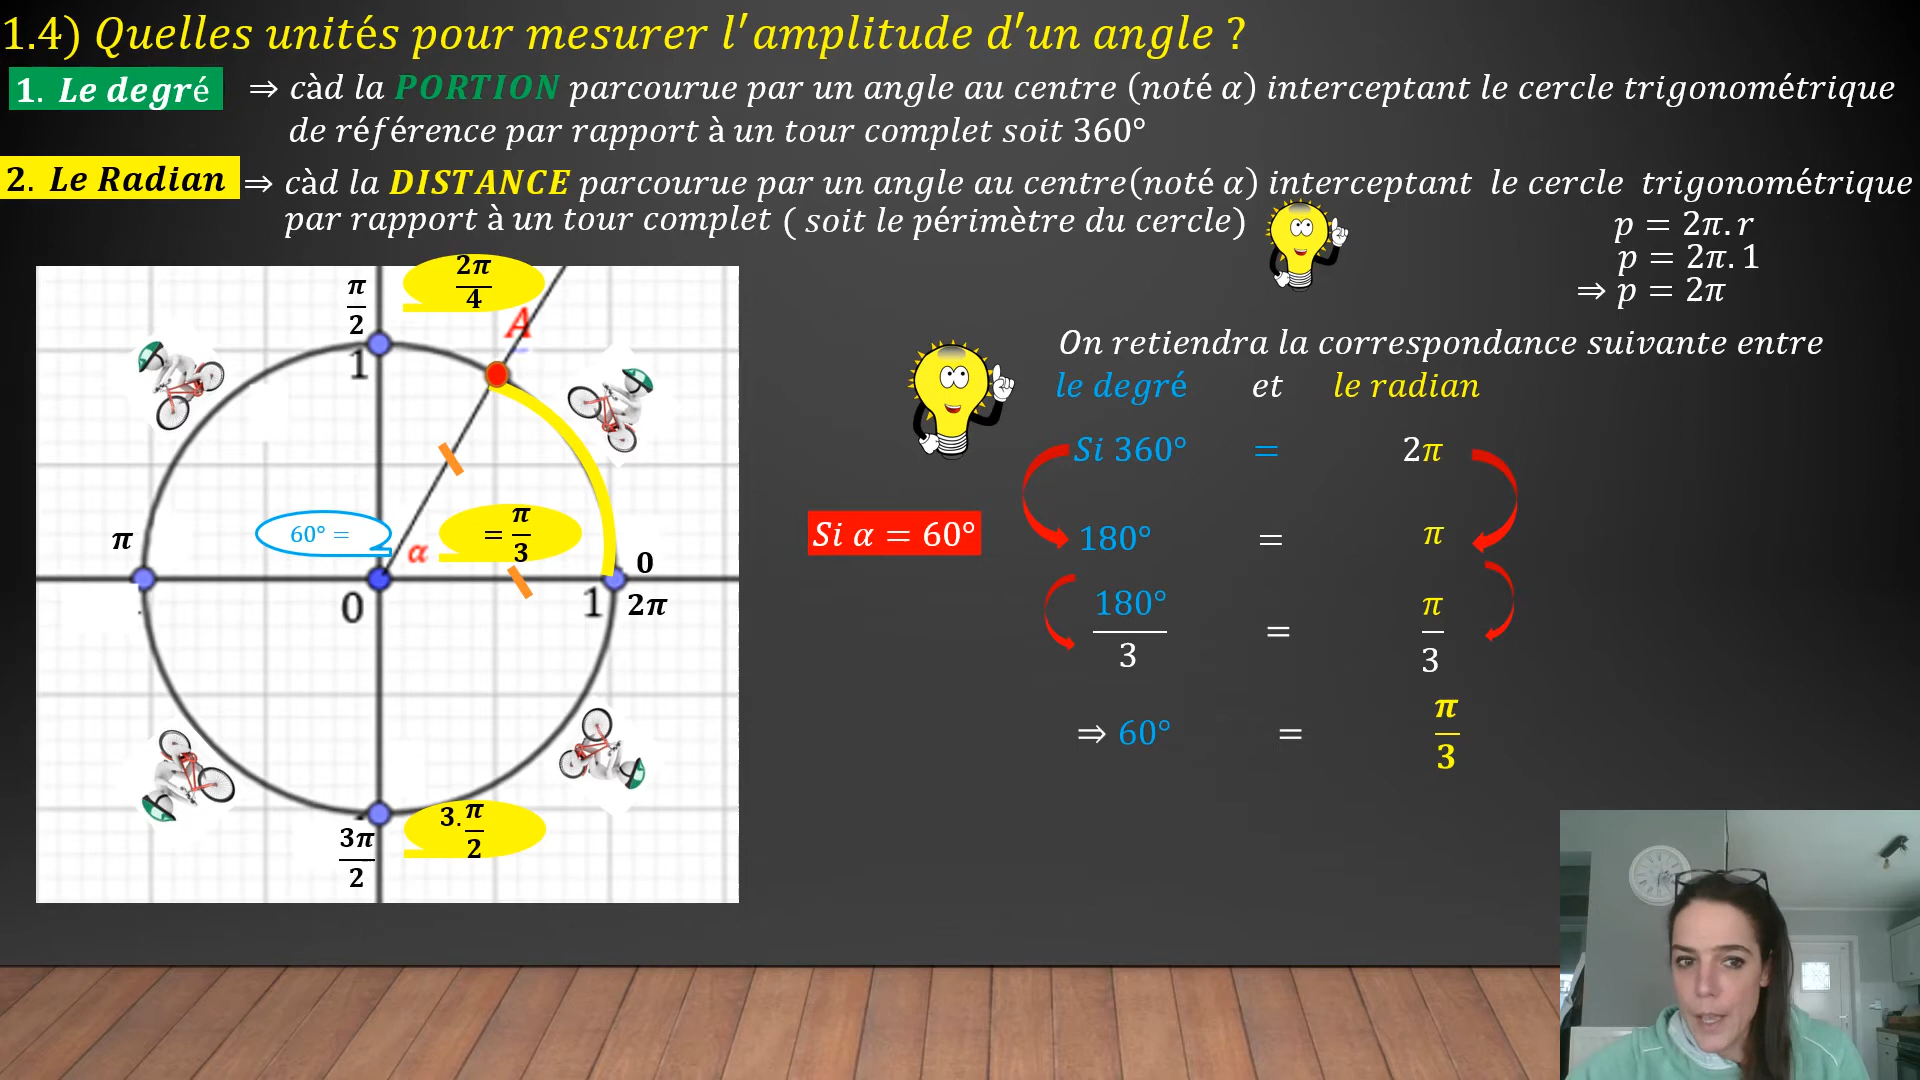 1.4) Quelles unités pour mesurer l'amplitude d'un angle ?
1. Le degré ⇒ càd la PORTION parcourue par un angle au centre (noté α) interceptant le cercle trigonométrique
de référence par rapport à un tour complet soit 360°
2. Le Radian ⇒ càd la DISTANCE parcourue par un angle au centre(noté α) interceptant le cercle trigonométrique
par rapport à un tour complet ( soit le périmètre du cercle)
p = 2π.r
p = 2π.1
⇒ p = 2π
π/2
2π/4
A
1
π
60° =
α
= π/3
0
0
1
2π
3π/2
3.π/2
On retiendra la correspondance suivante entre
le degré et le radian
Si 360° = 2π
Si α = 60°
180° = π
180°/3 = π/3
⇒ 60° = π/3